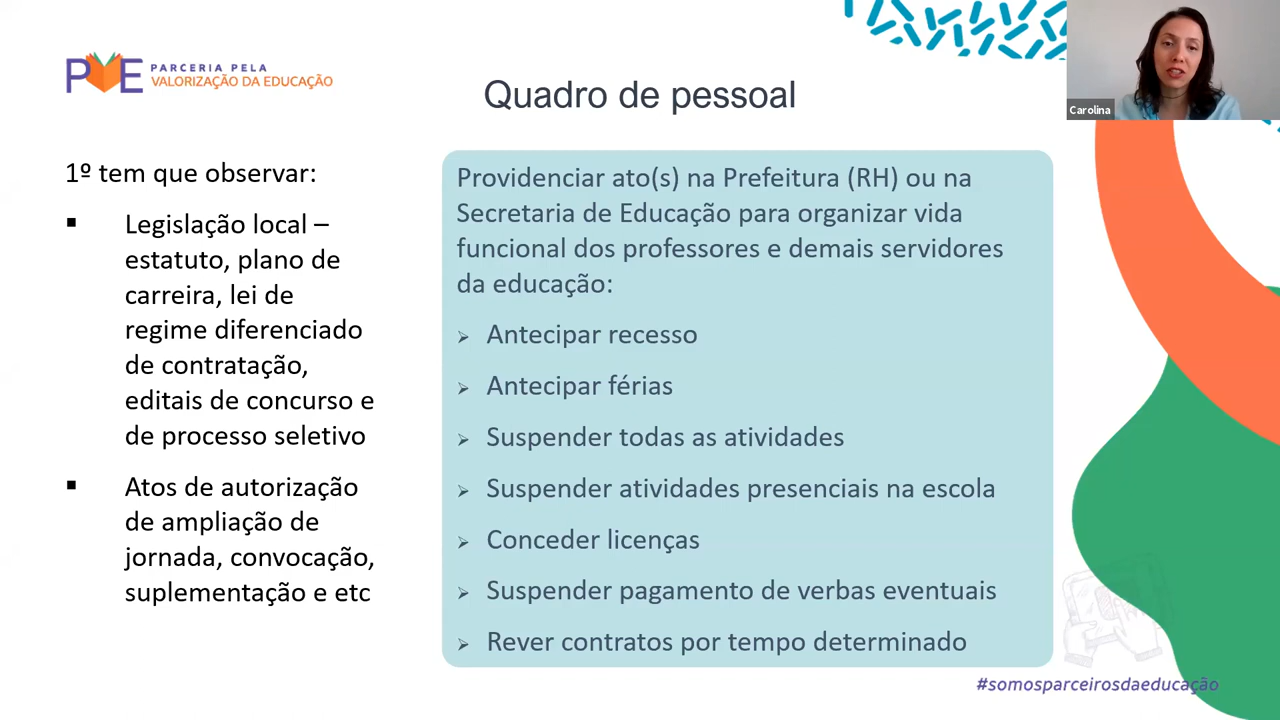 PVE PARCERIA PELA
VALORIZAÇÃO DA EDUCAÇÃO
Quadro de pessoal
Carolina
1º tem que observar:
▪ Legislação local –
estatuto, plano de
carreira, lei de
regime diferenciado
de contratação,
editais de concurso e
de processo seletivo
▪ Atos de autorização
de ampliação de
jornada, convocação,
suplementação e etc
Providenciar ato(s) na Prefeitura (RH) ou na
Secretaria de Educação para organizar vida
funcional dos professores e demais servidores
da educação:
➢ Antecipar recesso
➢ Antecipar férias
➢ Suspender todas as atividades
➢ Suspender atividades presenciais na escola
➢ Conceder licenças
➢ Suspender pagamento de verbas eventuais
➢ Rever contratos por tempo determinado
#somosparceirosdaeducação